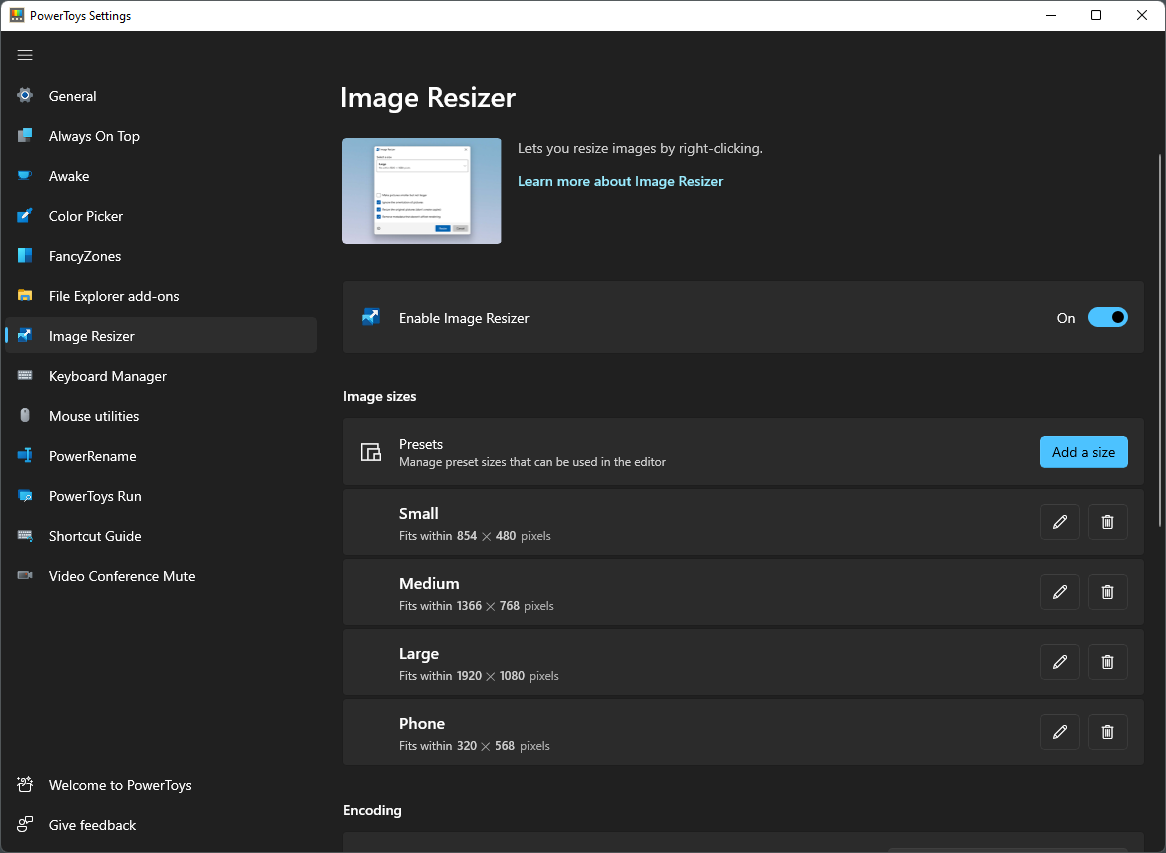 PowerToys Settings
General
Always On Top
Awake
Color Picker
FancyZones
File Explorer add-ons
Image Resizer
Keyboard Manager
Mouse utilities
PowerRename
PowerToys Run
Shortcut Guide
Video Conference Mute
Welcome to PowerToys
Give feedback
Image Resizer
Lets you resize images by right-clicking.
Learn more about Image Resizer
Enable Image Resizer
On
Image sizes
Presets
Manage preset sizes that can be used in the editor
Add a size
Small
Fits within 854 × 480 pixels
Medium
Fits within 1366 × 768 pixels
Large
Fits within 1920 × 1080 pixels
Phone
Fits within 320 × 568 pixels
Encoding